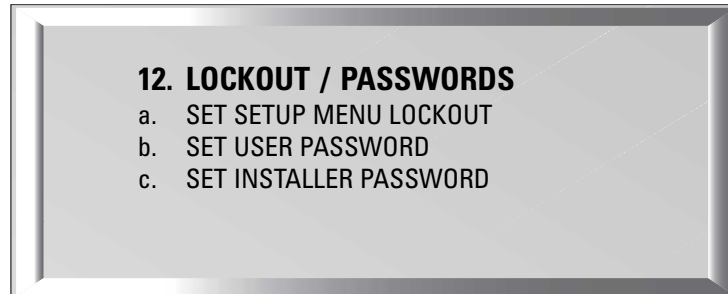 12. LOCKOUT / PASSWORDS
a. SET SETUP MENU LOCKOUT
b. SET USER PASSWORD
c. SET INSTALLER PASSWORD